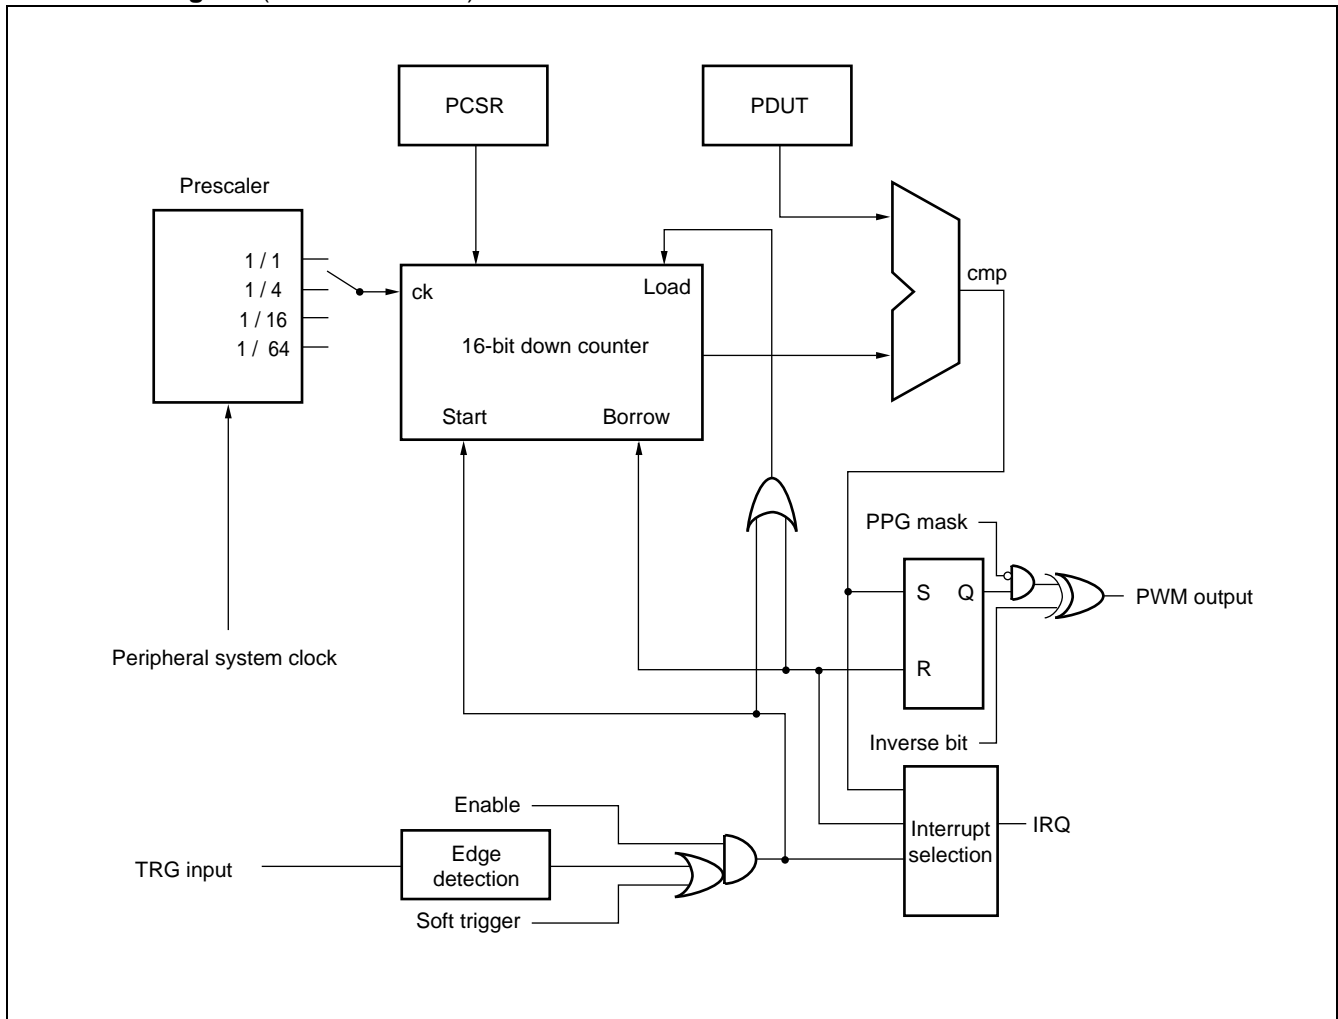 PCSR
PDUT
Prescaler
1 / 1
1 / 4
1 / 16
1 / 64
ck
Load
16-bit down counter
Start
Borrow
cmp
PPG mask
S
Q
R
PWM output
Peripheral system clock
Inverse bit
Enable
TRG input
Edge
detection
Soft trigger
Interrupt
selection
IRQ